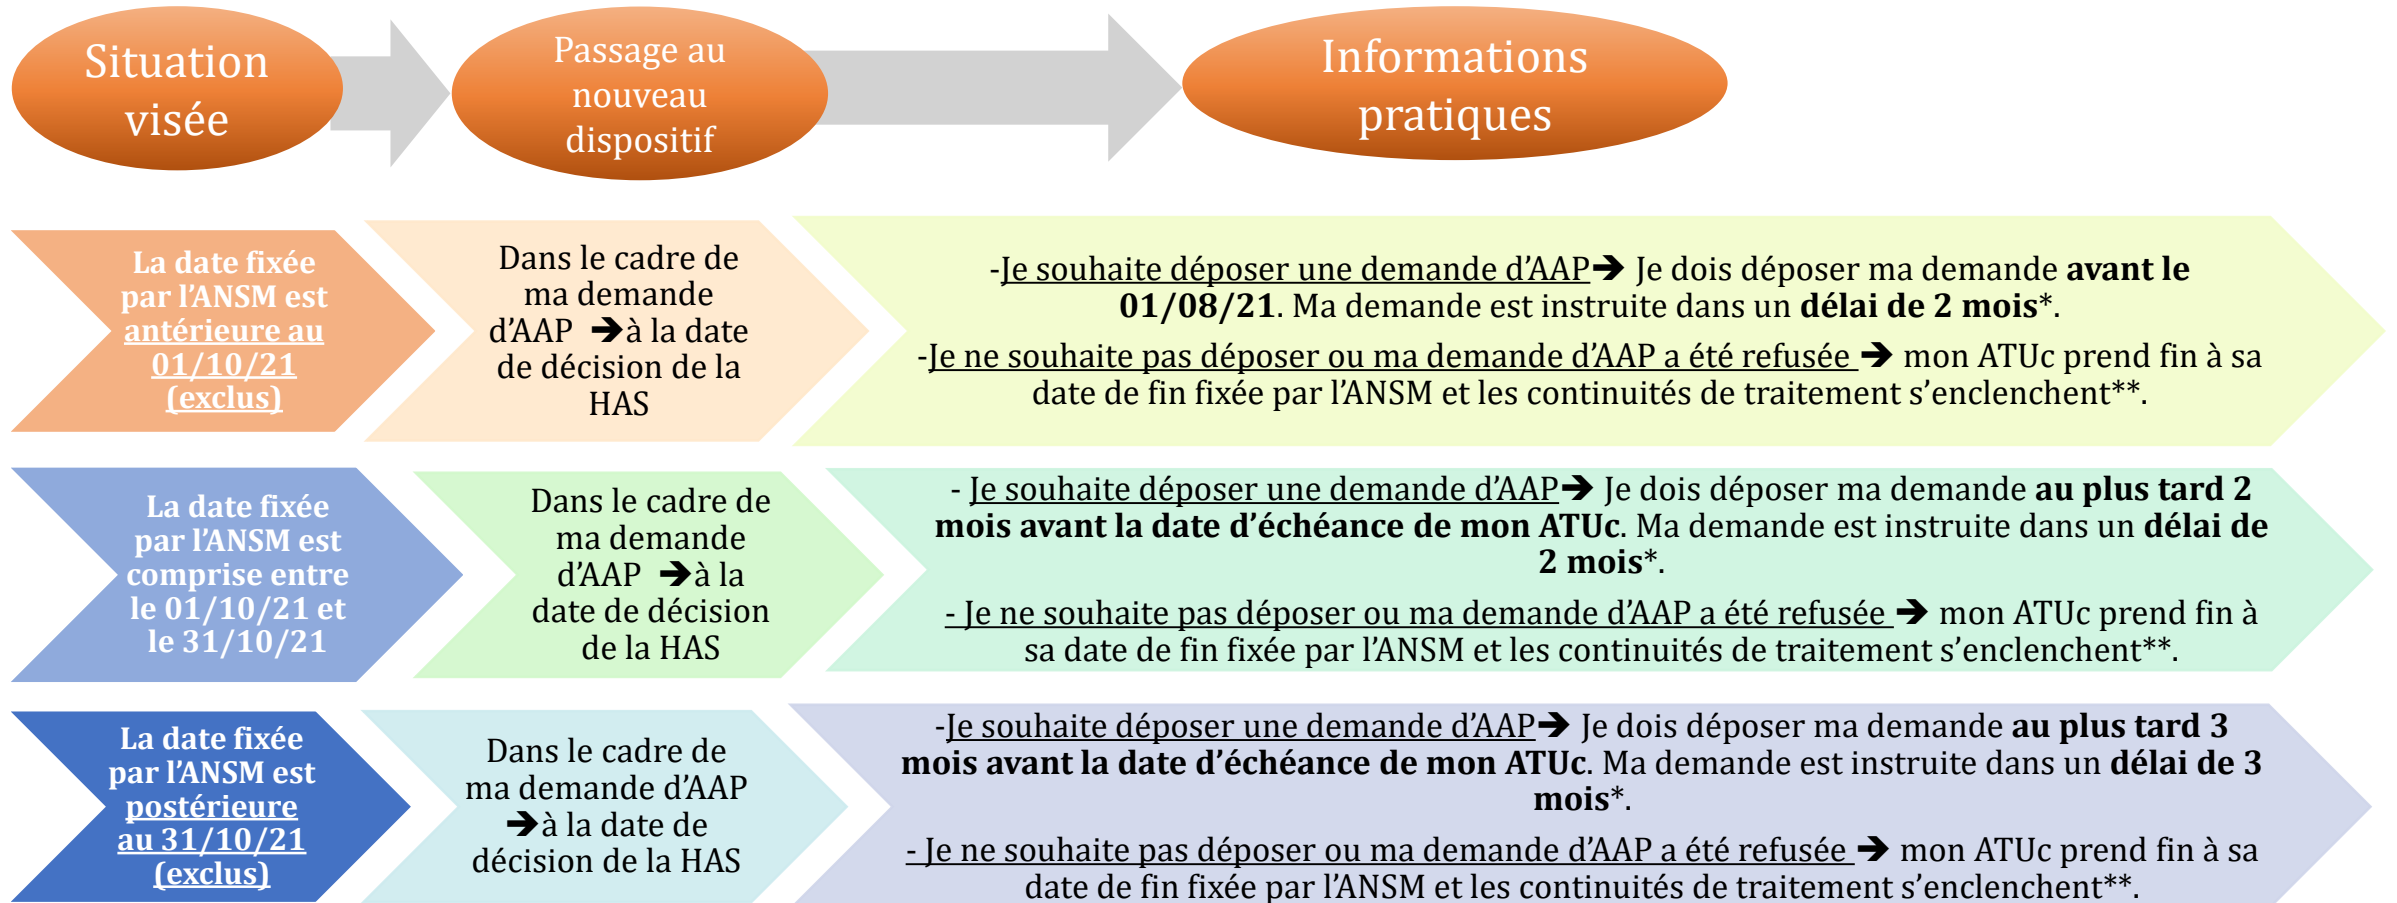 Situation
visée
Passage au
nouveau
dispositif
Informations
pratiques
La date fixée
par l’ANSM est
antérieure au
01/10/21
(exclus)
Dans le cadre de
ma demande
d’AAP ➔à la date
de décision de la
HAS
-Je souhaite déposer une demande d’AAP➔ Je dois déposer ma demande avant le
01/08/21. Ma demande est instruite dans un délai de 2 mois*.
-Je ne souhaite pas déposer ou ma demande d’AAP a été refusée ➔ mon ATUc prend fin à sa
date de fin fixée par l’ANSM et les continuités de traitement s’enclenchent**.
La date fixée
par l’ANSM est
comprise entre
le 01/10/21 et
le 31/10/21
Dans le cadre de
ma demande
d’AAP ➔à la
date de décision
de la HAS
- Je souhaite déposer une demande d’AAP➔ Je dois déposer ma demande au plus tard 2
mois avant la date d’échéance de mon ATUc. Ma demande est instruite dans un délai de
2 mois*.
- Je ne souhaite pas déposer ou ma demande d’AAP a été refusée ➔ mon ATUc prend fin à
sa date de fin fixée par l’ANSM et les continuités de traitement s’enclenchent**.
La date fixée
par l’ANSM est
postérieure
au 31/10/21
(exclus)
Dans le cadre de
ma demande d’AAP
➔à la date de
décision de la HAS
-Je souhaite déposer une demande d’AAP➔ Je dois déposer ma demande au plus tard 3
mois avant la date d’échéance de mon ATUc. Ma demande est instruite dans un délai de 3
mois*.
- Je ne souhaite pas déposer ou ma demande d’AAP a été refusée ➔ mon ATUc prend fin à sa
date de fin fixée par l’ANSM et les continuités de traitement s’enclenchent**.